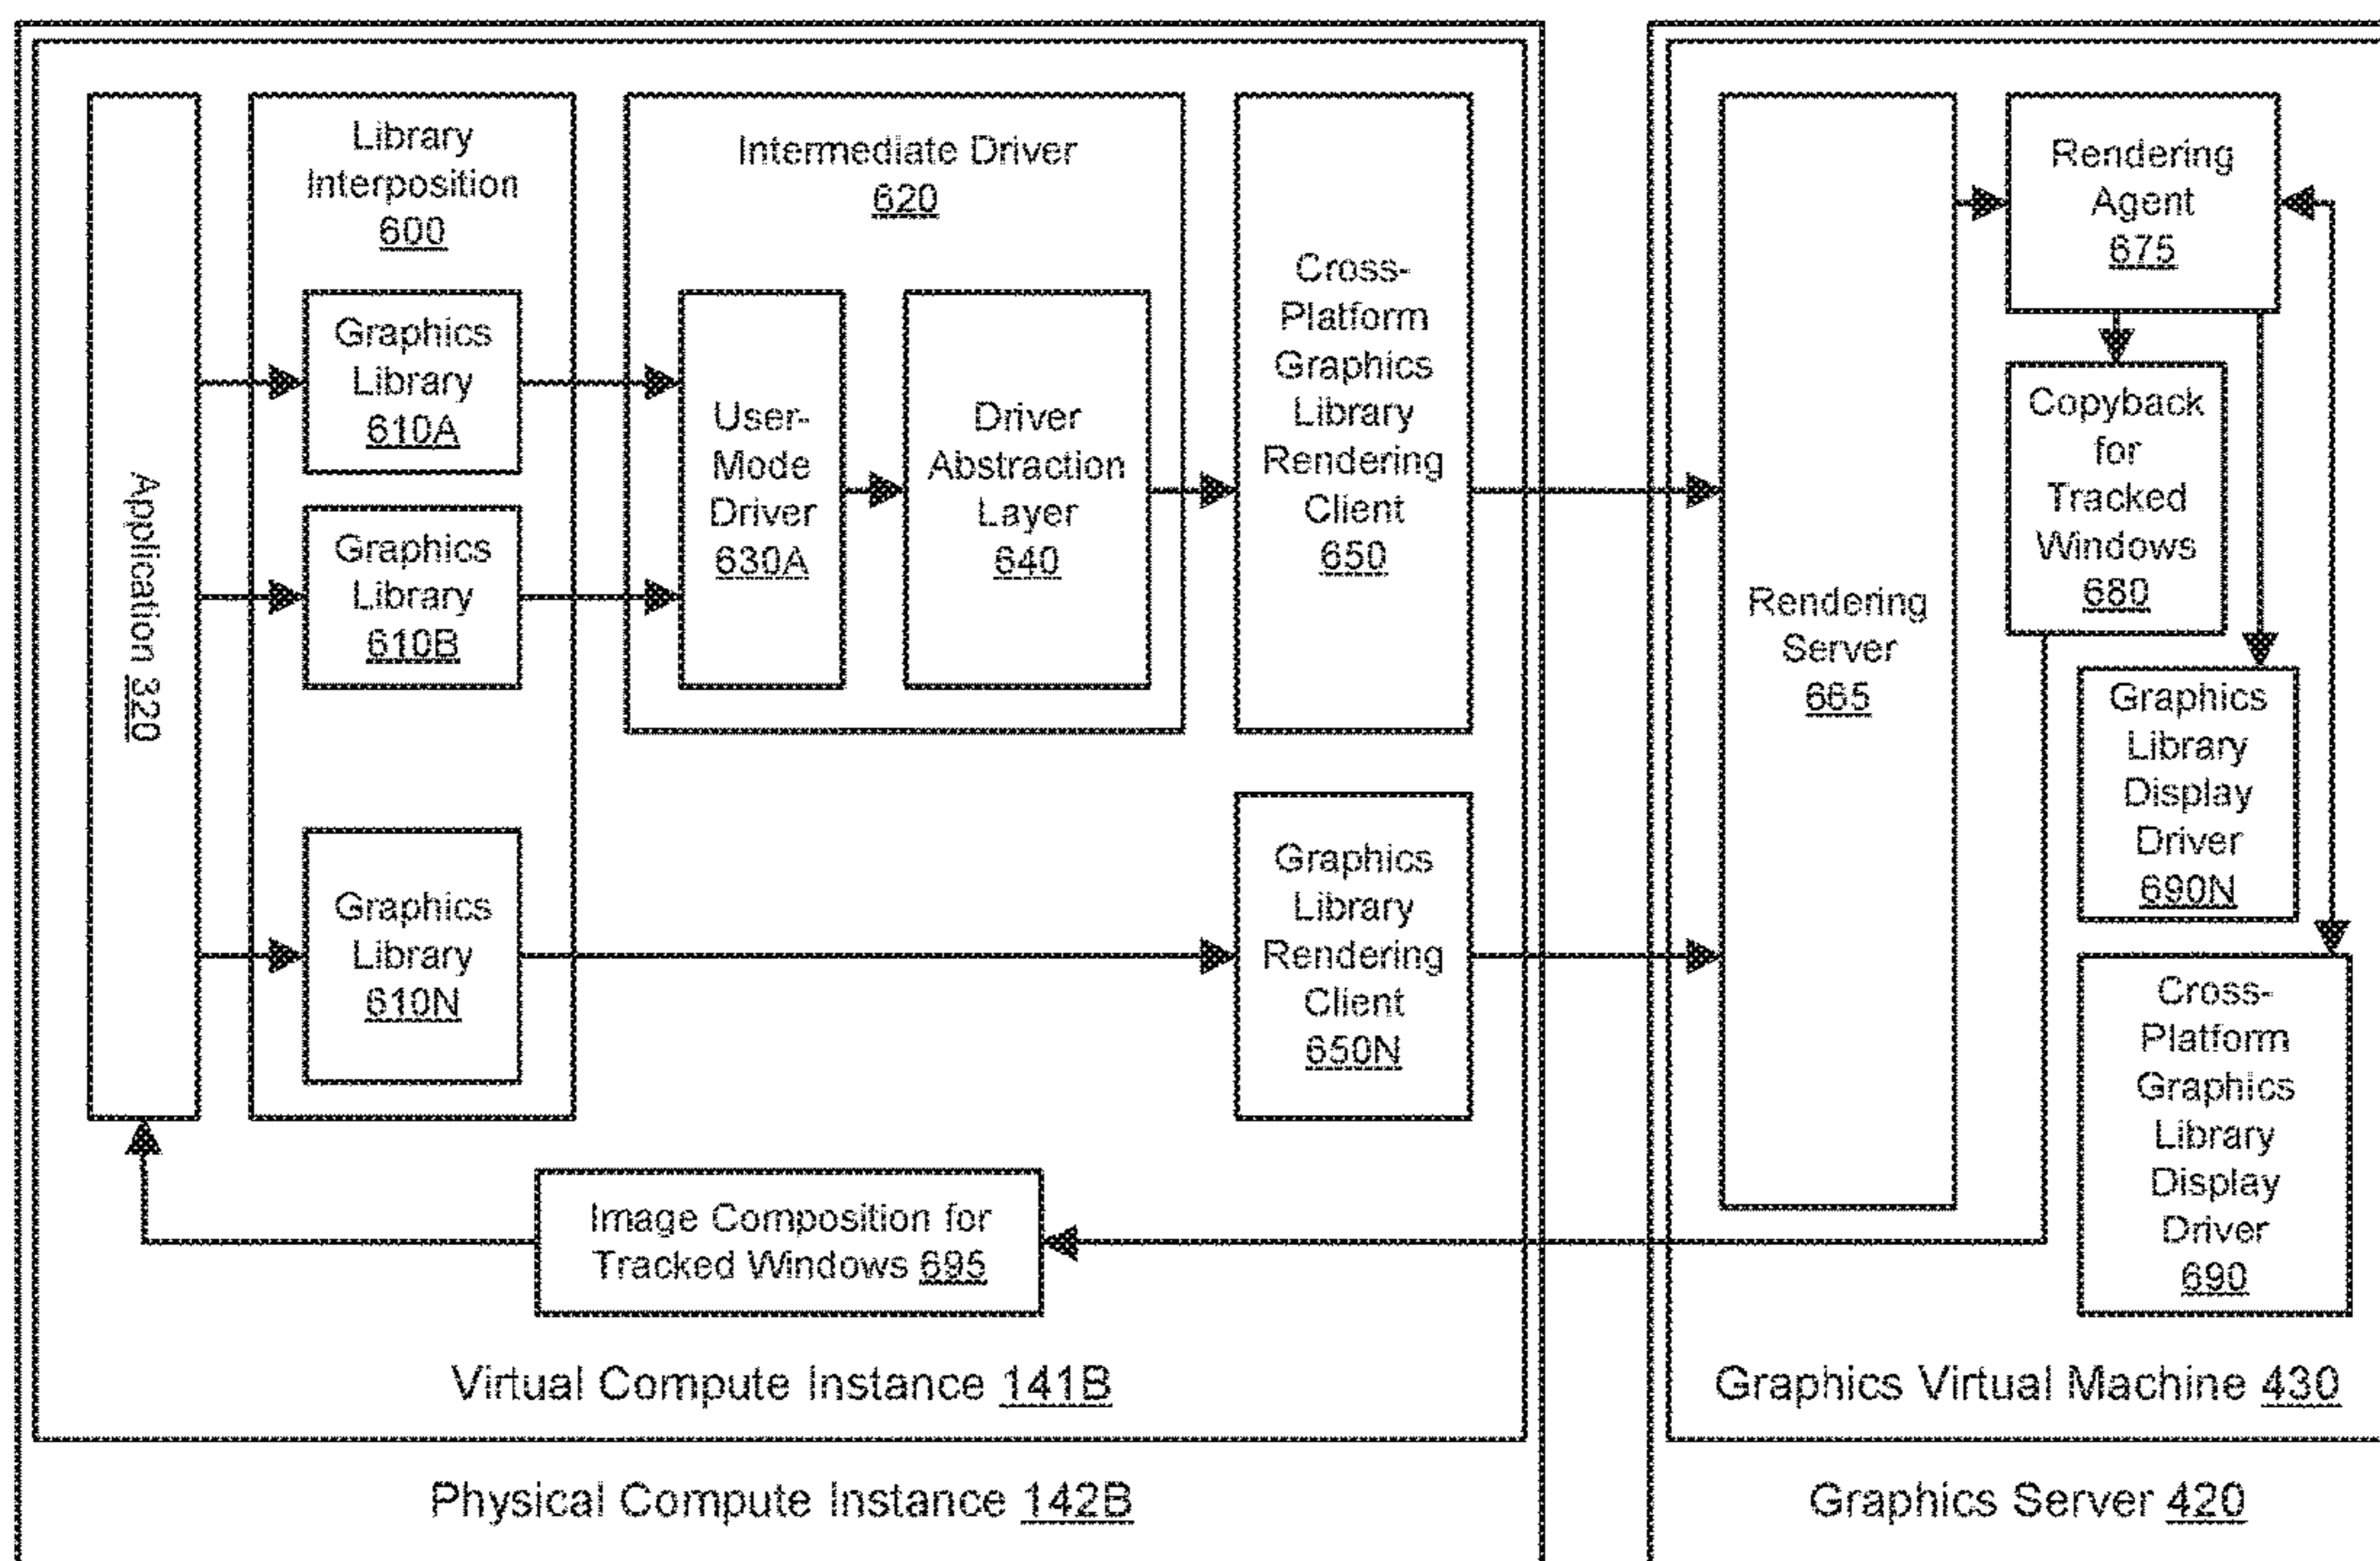 Application 320
Library
Interposition
600
Graphics
Library
610A
Graphics
Library
610B
Graphics
Library
610N
Intermediate Driver
620
User-
Mode
Driver
630A
Driver
Abstraction
Layer
640
Cross-
Platform
Graphics
Library
Rendering
Client
650
Graphics
Library
Rendering
Client
650N
Image Composition for
Tracked Windows 695
Virtual Compute Instance 141B
Physical Compute Instance 142B
Rendering
Server
665
Rendering
Agent
675
Copyback
for
Tracked
Windows
680
Graphics
Library
Display
Driver
690N
Cross-
Platform
Graphics
Library
Display
Driver
690
Graphics Virtual Machine 430
Graphics Server 420